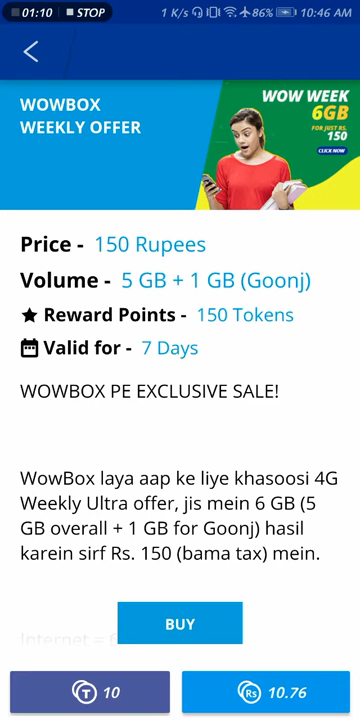 01:10 STOP 1 K/s 86% 10:46 AM
WOWBOX
WEEKLY OFFER
WOW WEEK
6GB
FOR JUST RS.
150
CLICK NOW
Price - 150 Rupees
Volume - 5 GB + 1 GB (Goonj)
Reward Points - 150 Tokens
Valid for - 7 Days
WOWBOX PE EXCLUSIVE SALE!
WowBox laya aap ke liye khasoosi 4G
Weekly Ultra offer, jis mein 6 GB (5
GB overall + 1 GB for Goonj) hasil
karein sirf Rs. 150 (bama tax) mein.
BUY
Internet =
T 10
Rs 10.76